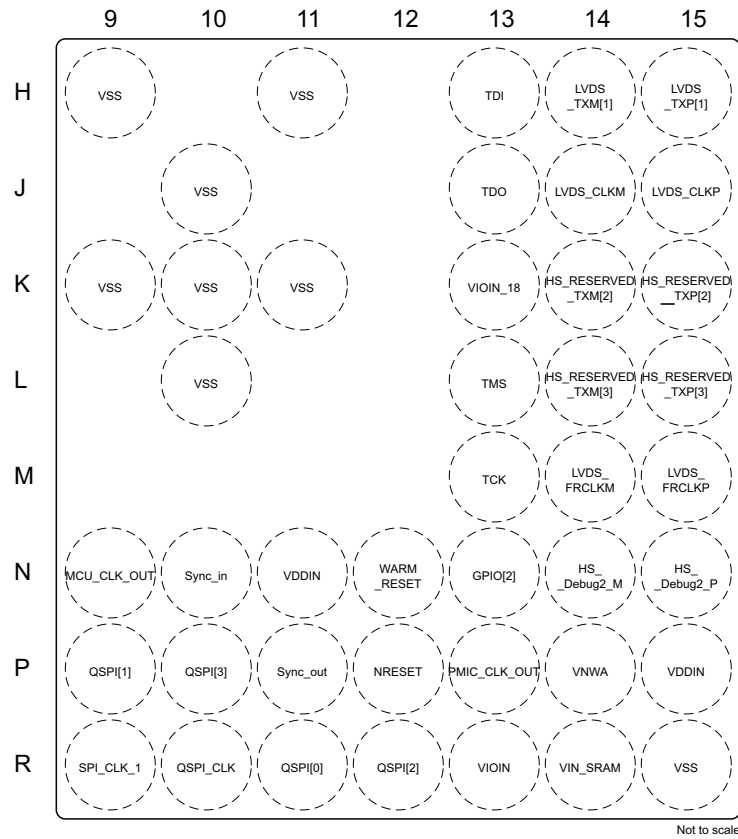 9 10 11 12 13 14 15
H
VSS
VSS
TDI
LVDS
_TXM[1]
LVDS
_TXP[1]
J
VSS
TDO
LVDS_CLKM
LVDS_CLKP
K
VSS
VSS
VSS
VIOIN_18
HS_RESERVED
_TXM[2]
HS_RESERVED
__TXP[2]
L
VSS
TMS
HS_RESERVED
_TXM[3]
HS_RESERVED
_TXP[3]
M
TCK
LVDS_
FRCLKM
LVDS_
FRCLKP
N
MCU_CLK_OUT
Sync_in
VDDIN
WARM
_RESET
GPIO[2]
HS_
_Debug2_M
HS_
_Debug2_P
P
QSPI[1]
QSPI[3]
Sync_out
NRESET
PMIC_CLK_OUT
VNWA
VDDIN
R
SPI_CLK_1
QSPI_CLK
QSPI[0]
QSPI[2]
VIOIN
VIN_SRAM
VSS
Not to scale